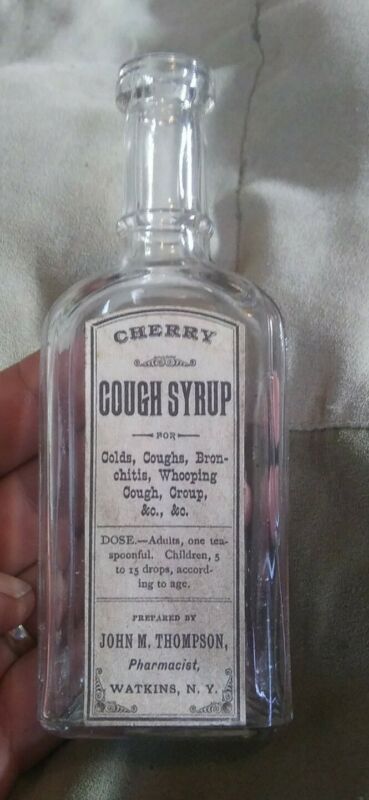 CHERRY
COUGH SYRUP
FOR
Colds, Coughs, Bron-
chitis, Whooping
Cough, Croup,
&c., &c.
DOSE.—Adults, one tea-
spoonful. Children, 5
to 15 drops, accord-
ing to age.
PREPARED BY
JOHN M. THOMPSON,
Pharmacist,
WATKINS, N. Y.